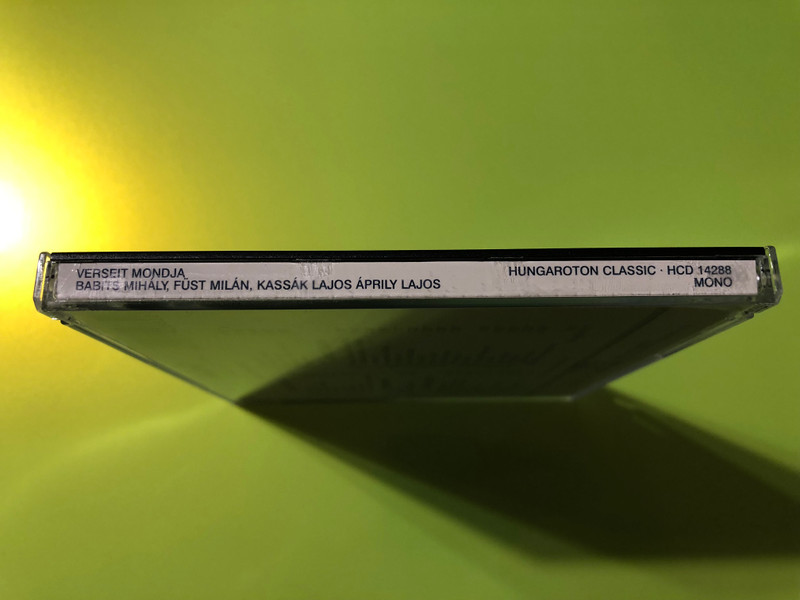 VERSEIT MONDJA
BABITS MIHÁLY, FÜST MILÁN, KASSÁK LAJOS ÁPRILY LAJOS
HUNGAROTON CLASSIC · HCD 14288
MONO